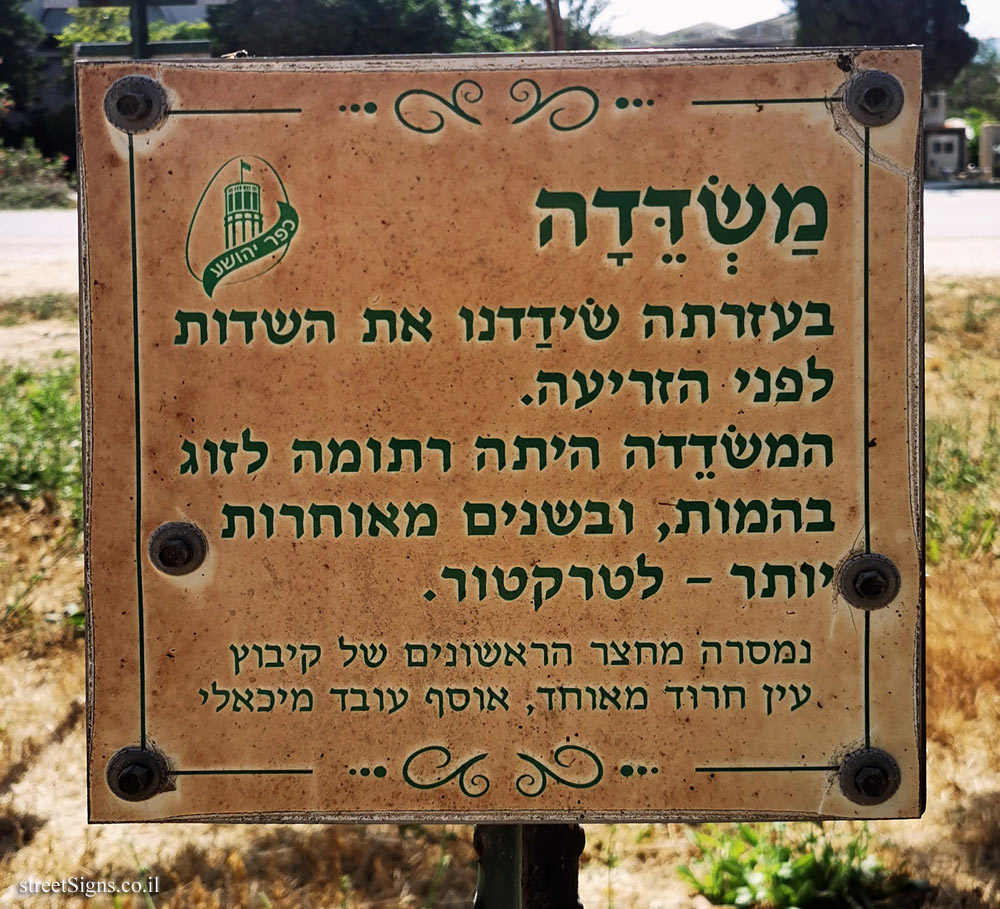 מַשְׂדֵּדָה
כפר יהושע
בעזרתה שׂידַדנו את השדות
לפני הזריעה.
המשׂדֵדה היתה רתומה לזוג
בהמות, ובשנים מאוחרות
יותר – לטרקטור.
נמסרה מחצר הראשונים של קיבוץ
עין חרוד מאוחד, אוסף עובד מיכאלי
streetSigns.co.il